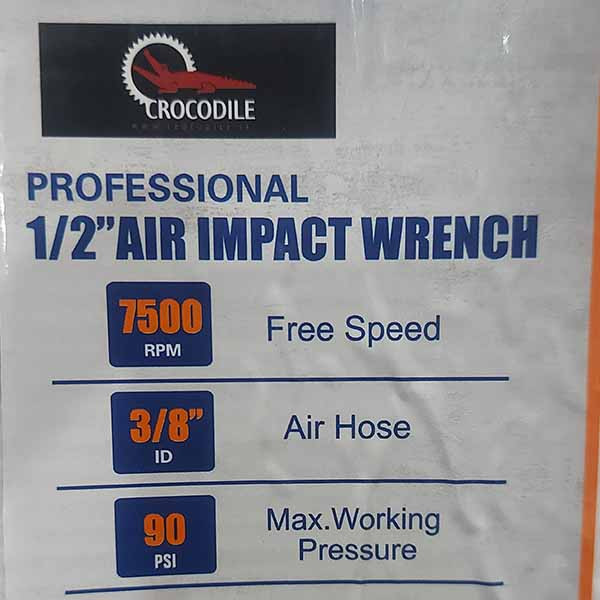 CROCODILE
PROFESSIONAL
1/2”AIR IMPACT WRENCH
7500
RPM
Free Speed
3/8”
ID
Air Hose
90
PSI
Max.Working
Pressure